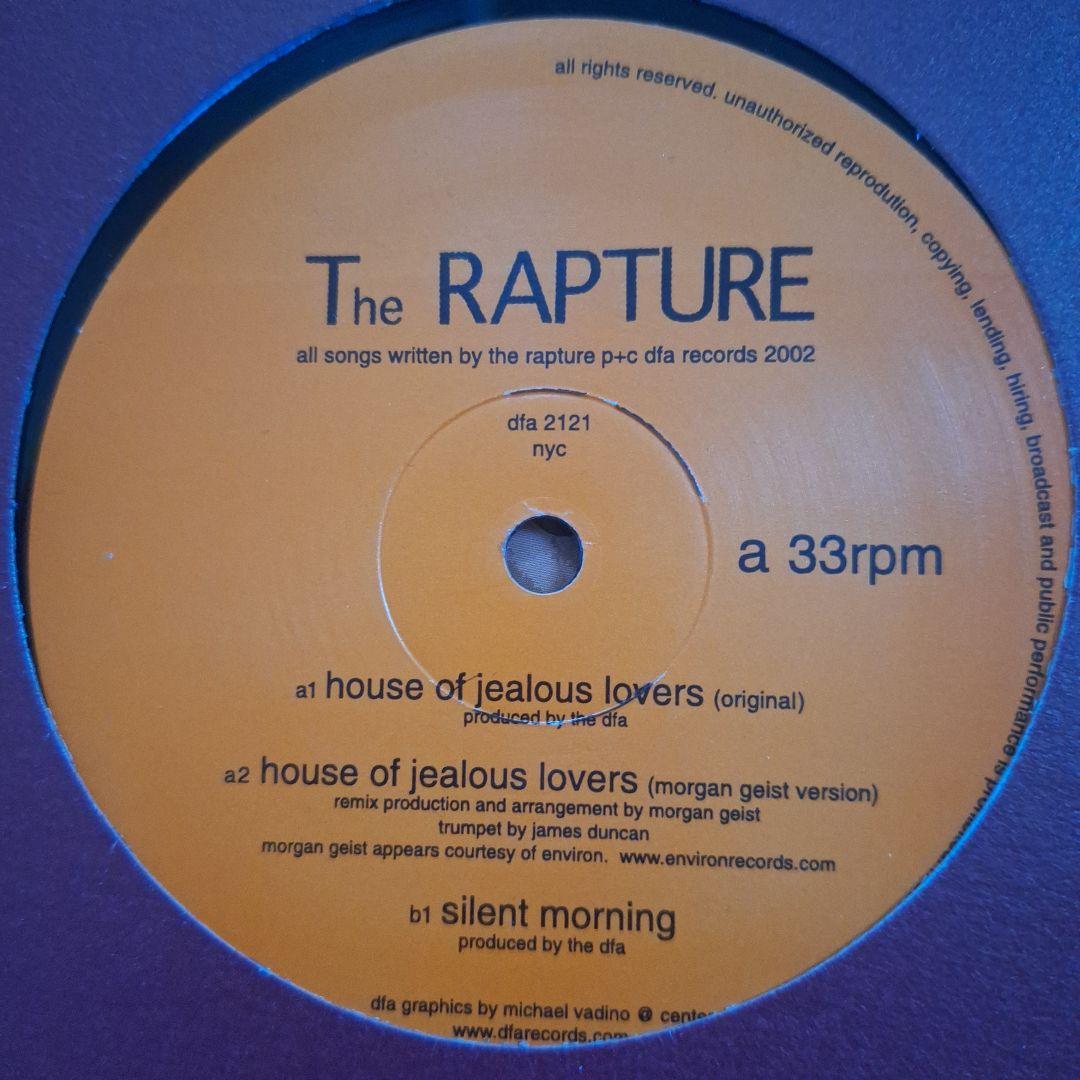 all rights reserved. unauthorized reprodution, copying, lending, hiring, broadcast and public performance is
The RAPTURE
all songs written by the rapture p+c dfa records 2002
dfa 2121
nyc
a 33rpm
a1 house of jealous lovers (original)
produced by the dfa
a2 house of jealous lovers (morgan geist version)
remix production and arrangement by morgan geist
trumpet by james duncan
morgan geist appears courtesy of environ. www.environrecords.com
b1 silent morning
produced by the dfa
dfa graphics by michael vadino @
www.dfarecords.com